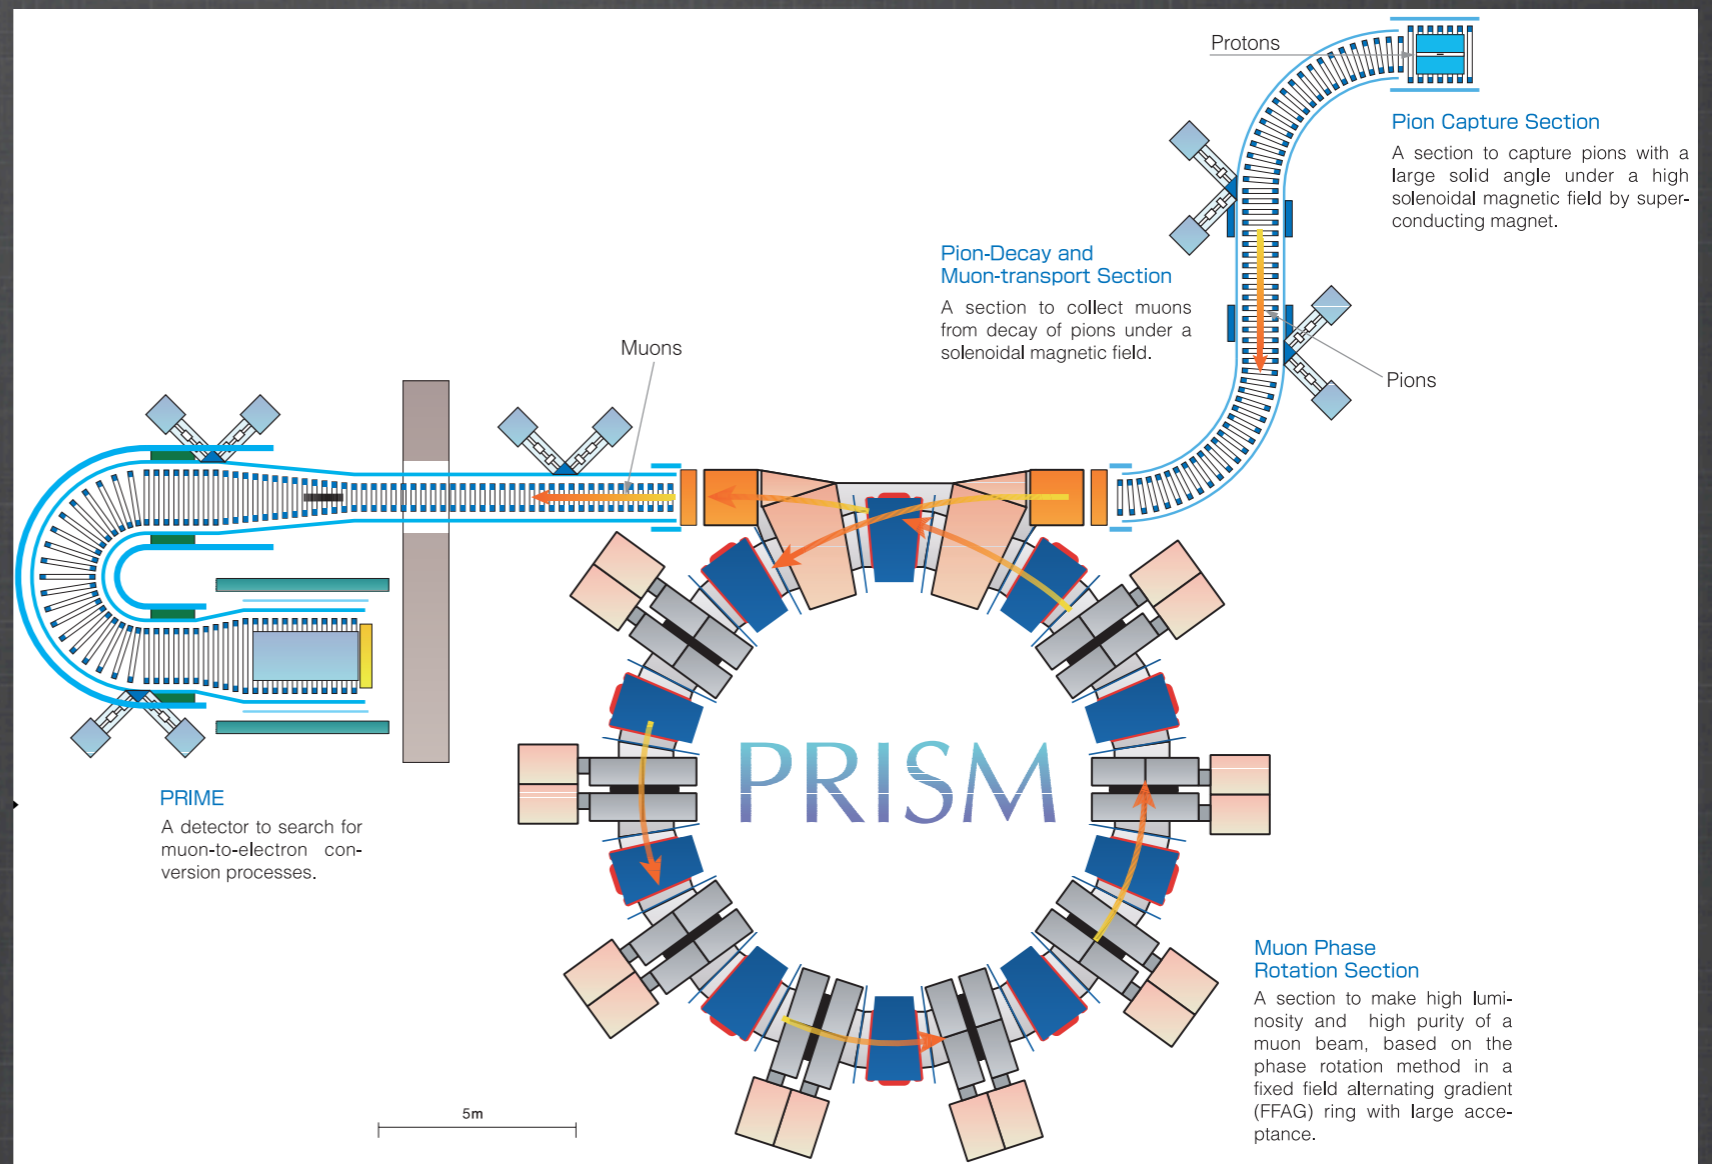 Protons
Pion Capture Section
A section to capture pions with a
large solid angle under a high
solenoidal magnetic field by super-
conducting magnet.
Pion-Decay and
Muon-transport Section
A section to collect muons
from decay of pions under a
solenoidal magnetic field.
Muons
Pions
PRISM
PRIME
A detector to search for
muon-to-electron con-
version processes.
Muon Phase
Rotation Section
A section to make high lumi-
nosity and high purity of a
muon beam, based on the
phase rotation method in a
fixed field alternating gradient
(FFAG) ring with large acce-
ptance.
5m